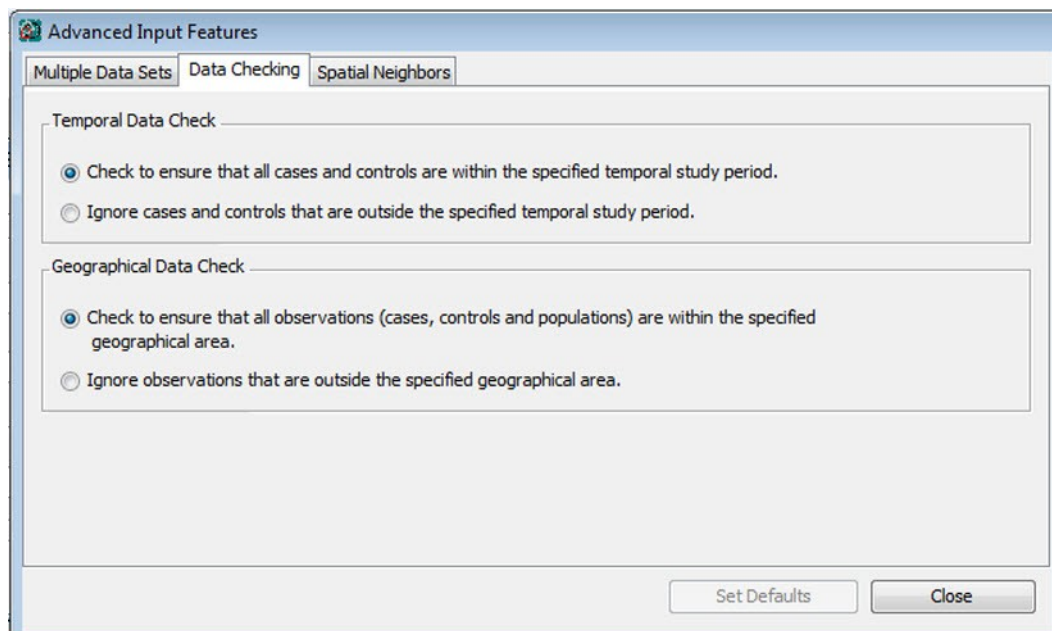 Advanced Input Features
Multiple Data Sets
Data Checking
Spatial Neighbors
Temporal Data Check
Check to ensure that all cases and controls are within the specified temporal study period.
Ignore cases and controls that are outside the specified temporal study period.
Geographical Data Check
Check to ensure that all observations (cases, controls and populations) are within the specified
geographical area.
Ignore observations that are outside the specified geographical area.
Set Defaults
Close